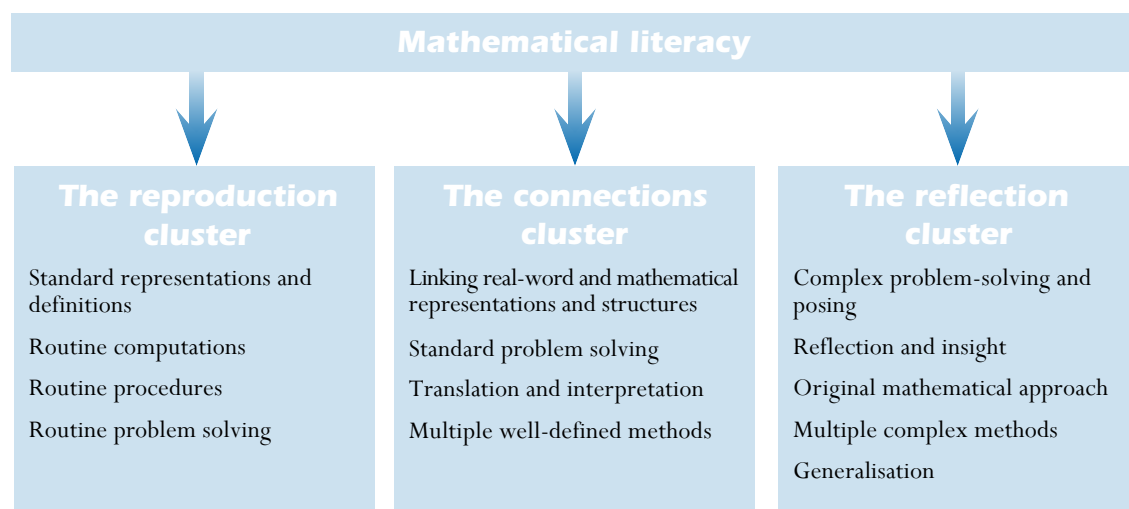 Mathematical literacy
The reproduction
cluster
Standard representations and
definitions
Routine computations
Routine procedures
Routine problem solving
The connections
cluster
Linking real-word and mathematical
representations and structures
Standard problem solving
Translation and interpretation
Multiple well-defined methods
The reflection
cluster
Complex problem-solving and
posing
Reflection and insight
Original mathematical approach
Multiple complex methods
Generalisation